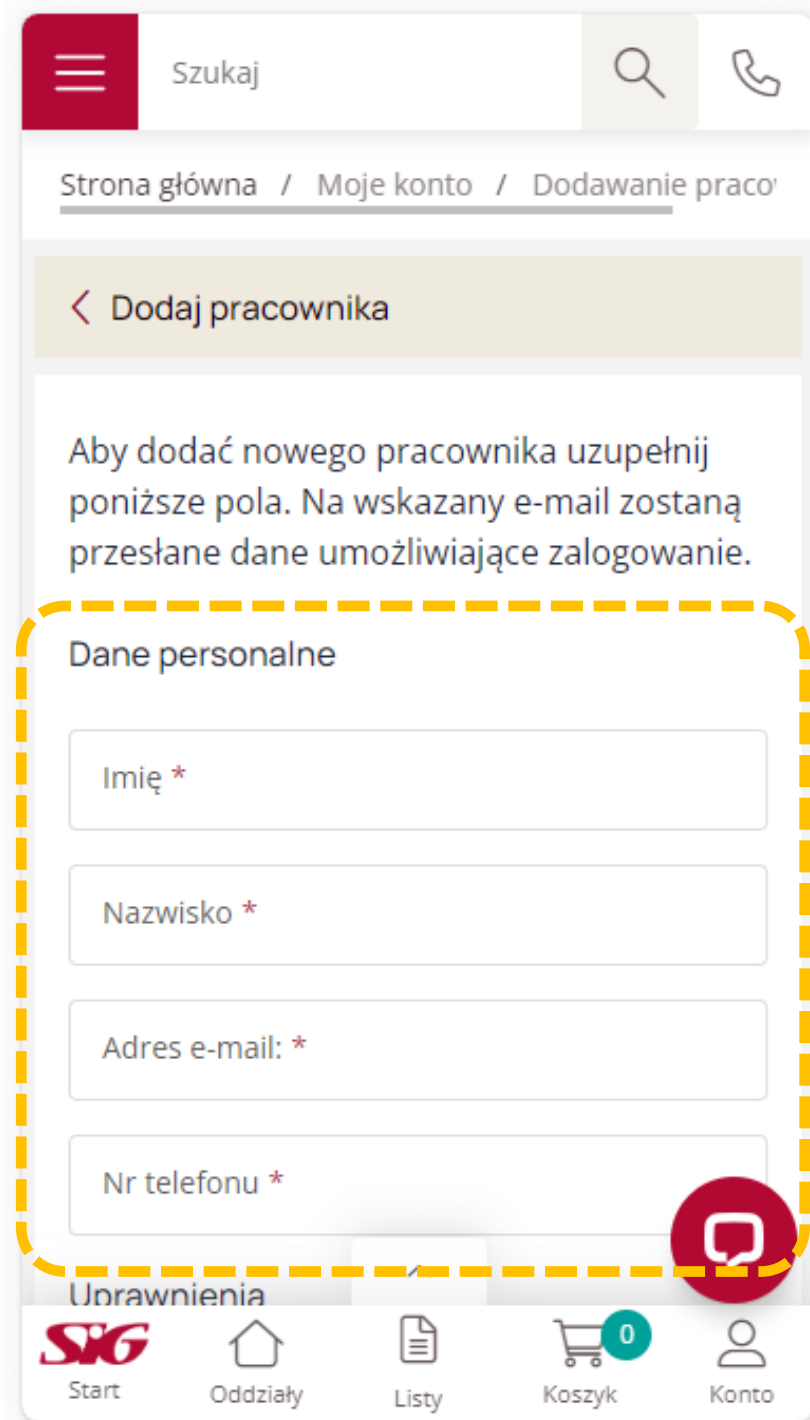 Szukaj
Strona główna / Moje konto / Dodawanie praco
Dodaj pracownika
Aby dodać nowego pracownika uzupełnij
poniższe pola. Na wskazany e-mail zostaną
przesłane dane umożliwiające zalogowanie.
Dane personalne
Imię *
Nazwisko *
Adres e-mail: *
Nr telefonu *
Uprawnienia
SIG
0
Start Oddziały Listy Koszyk Konto